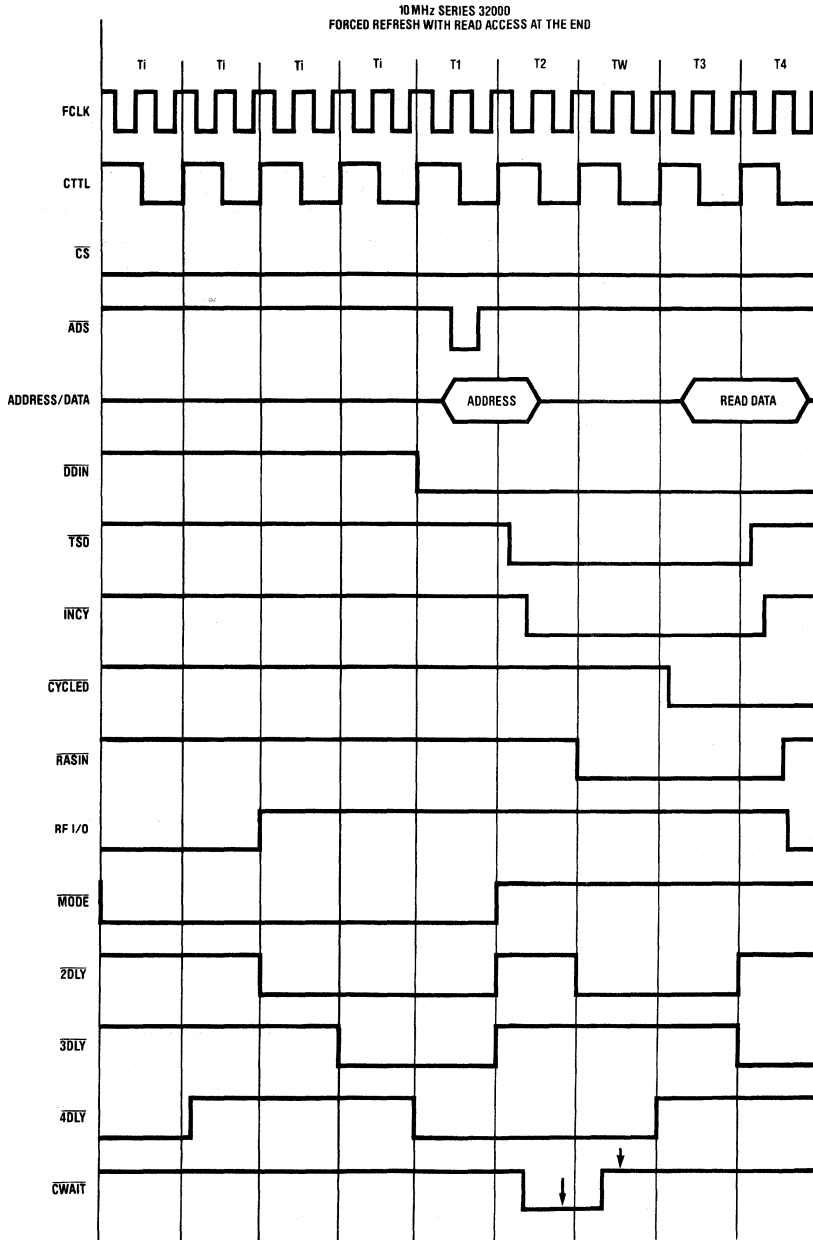 10 MHz SERIES 32000
FORCED REFRESH WITH READ ACCESS AT THE END
Ti Ti Ti Ti T1 T2 TW T3 T4
FCLK
CTTL
CS
ADS
ADDRESS/DATA ADDRESS READ DATA
DDIN
TSO
INCY
CYCLED
RASIN
RF I/O
MODE
2DLY
3DLY
4DLY
CWAIT